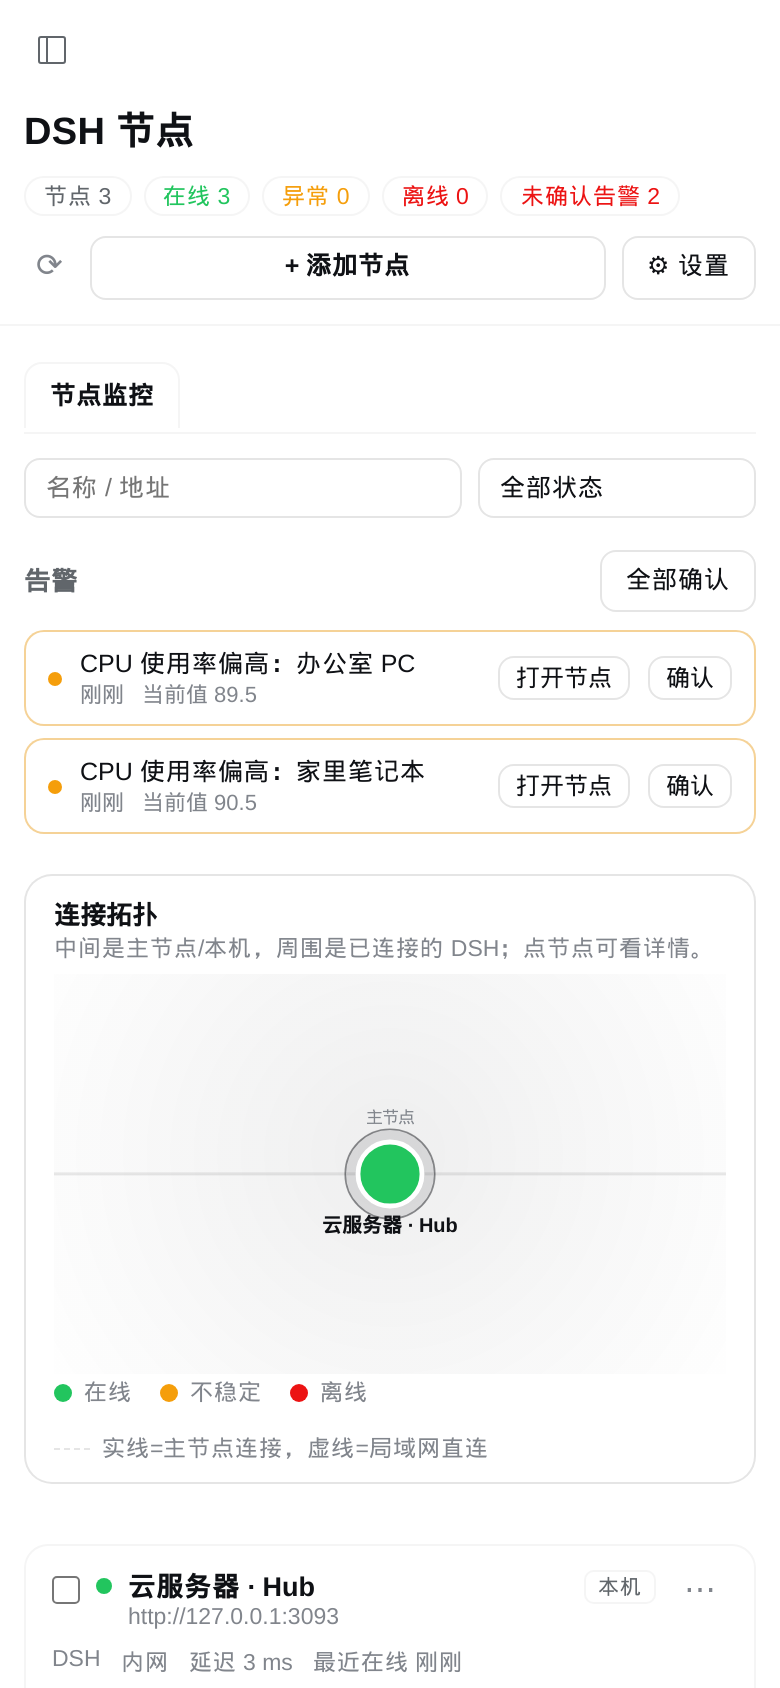 DSH 节点
节点 3 在线 3 异常 0 离线 0 未确认告警 2
⟳ + 添加节点 ⚙ 设置
节点监控
名称 / 地址 全部状态
告警 全部确认
CPU 使用率偏高：办公室 PC
刚刚 当前值 89.5
打开节点 确认
CPU 使用率偏高：家里笔记本
刚刚 当前值 90.5
打开节点 确认
连接拓扑
中间是主节点/本机，周围是已连接的 DSH；点节点可看详情。
主节点
云服务器 · Hub
在线 不稳定 离线
实线=主节点连接，虚线=局域网直连
云服务器 · Hub 本机 ⋯
http://127.0.0.1:3093
DSH 内网 延迟 3 ms 最近在线 刚刚